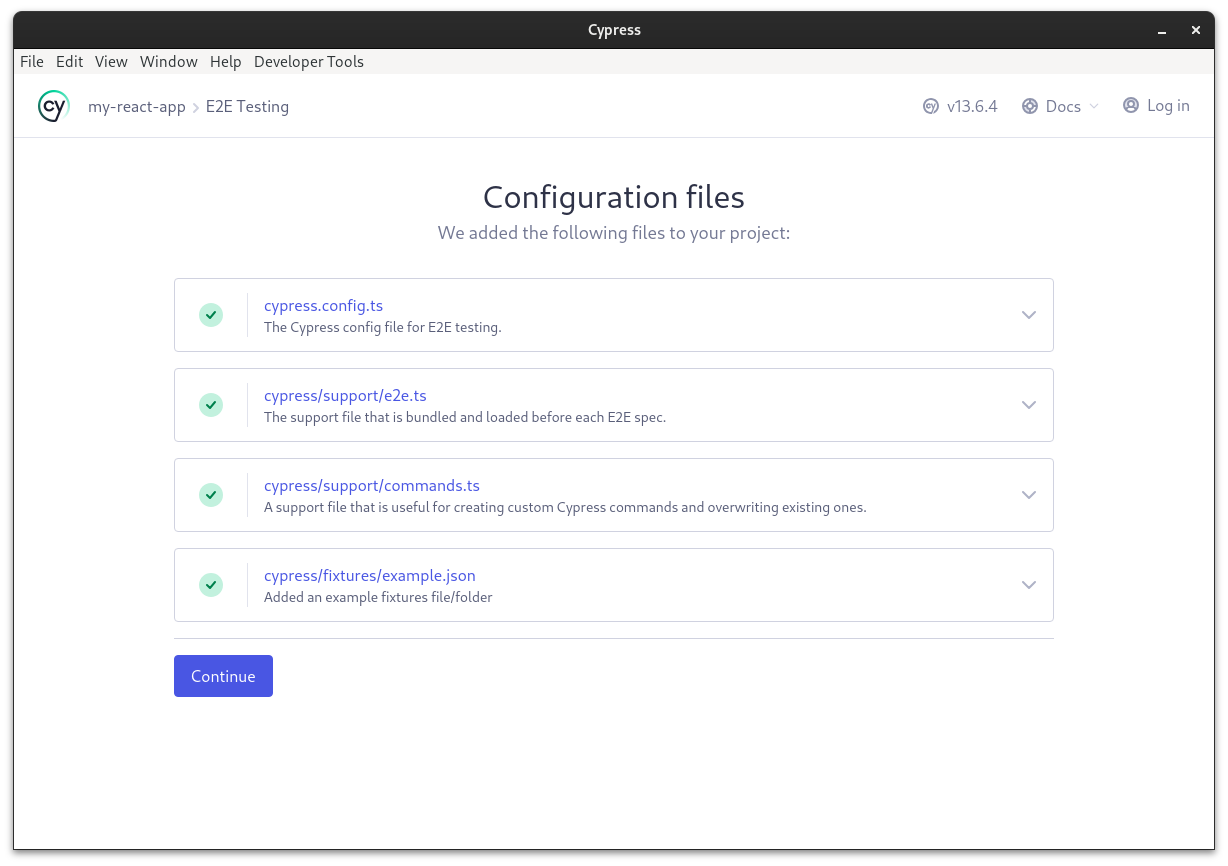 Cypress
File Edit View Window Help Developer Tools
cy my-react-app E2E Testing cy v13.6.4 Docs Log in
Configuration files
We added the following files to your project:
cypress.config.ts
The Cypress config file for E2E testing.
cypress/support/e2e.ts
The support file that is bundled and loaded before each E2E spec.
cypress/support/commands.ts
A support file that is useful for creating custom Cypress commands and overwriting existing ones.
cypress/fixtures/example.json
Added an example fixtures file/folder
Continue